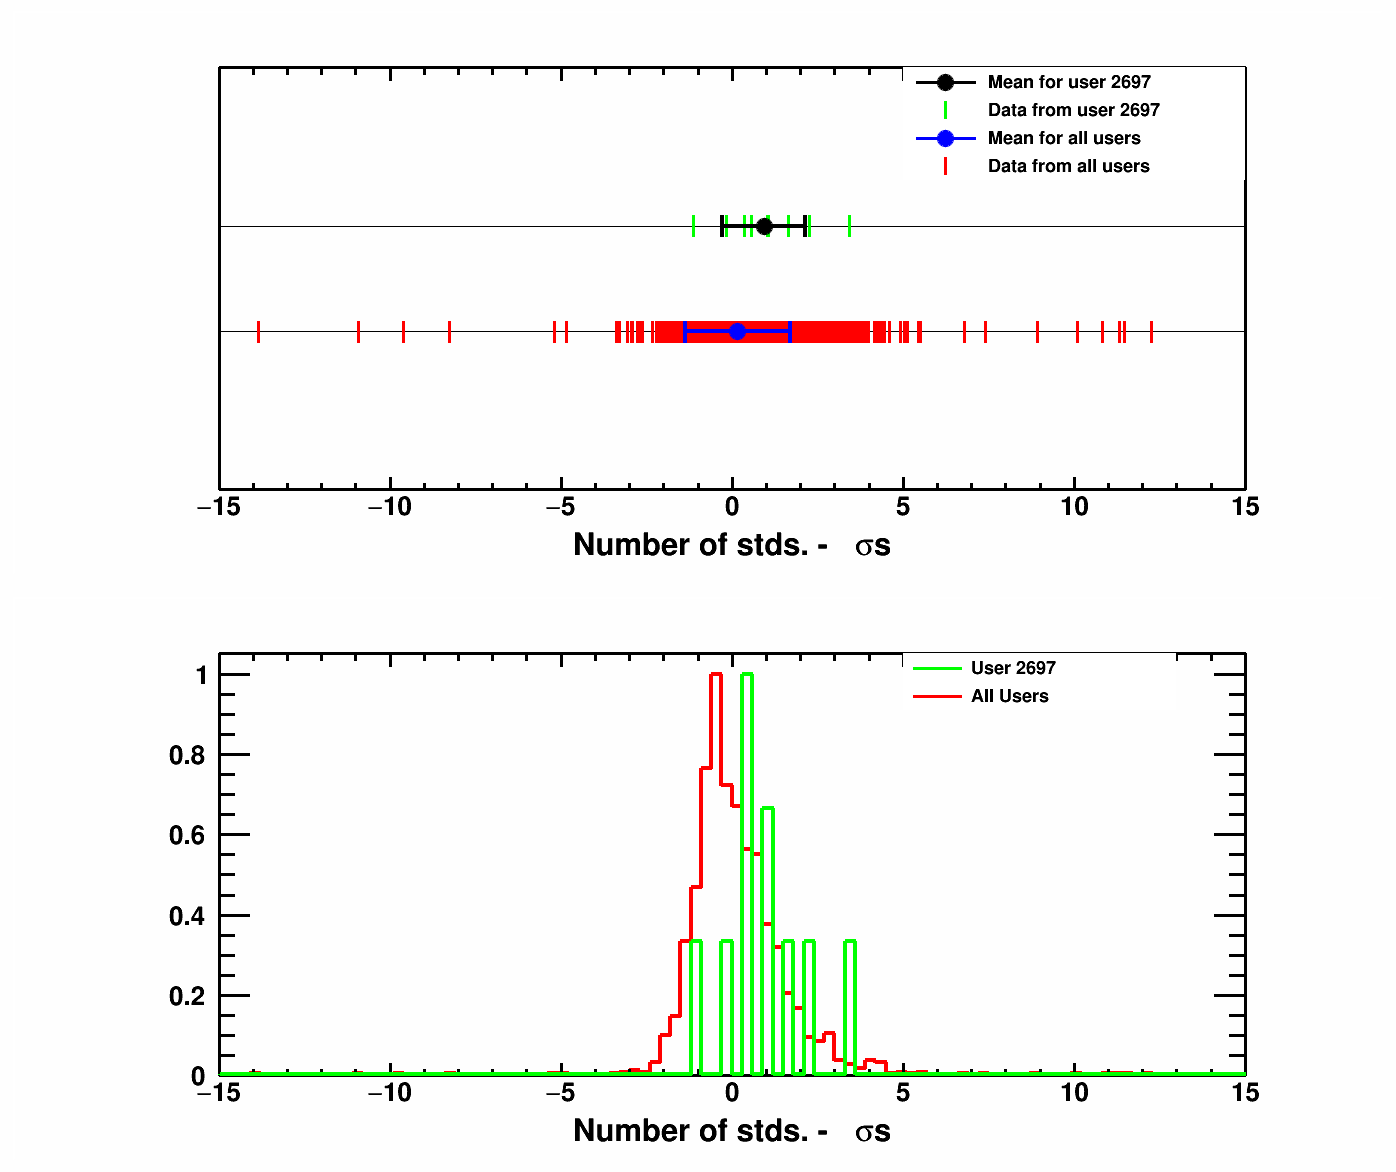 Mean for user 2697
Data from user 2697
Mean for all users
Data from all users
−15 −10 −5 0 5 10 15
Number of stds. - σs
User 2697
All Users
1
0.8
0.6
0.4
0.2
0
−15 −10 −5 0 5 10 15
Number of stds. - σs